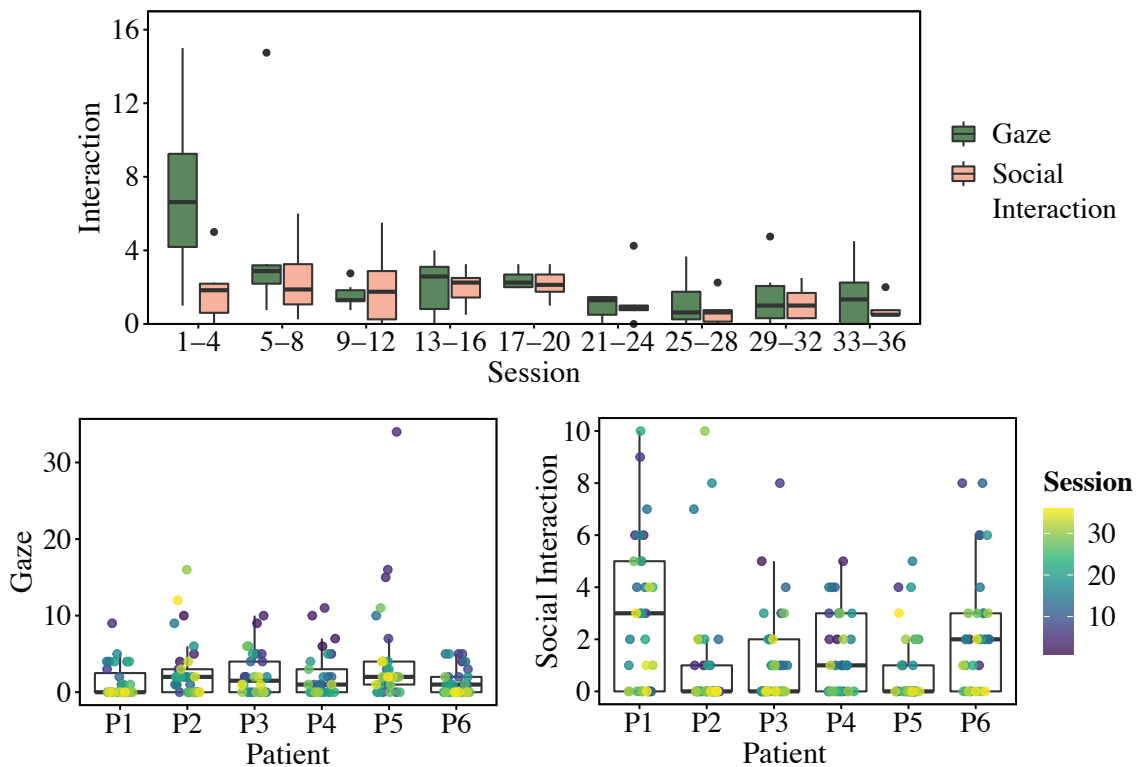 Interaction
16
12
8
4
0
1–4 5–8 9–12 13–16 17–20 21–24 25–28 29–32 33–36
Session
Gaze
Social
Interaction
Gaze
30
20
10
0
P1 P2 P3 P4 P5 P6
Patient
Social Interaction
10
8
6
4
2
0
P1 P2 P3 P4 P5 P6
Patient
Session
30
20
10